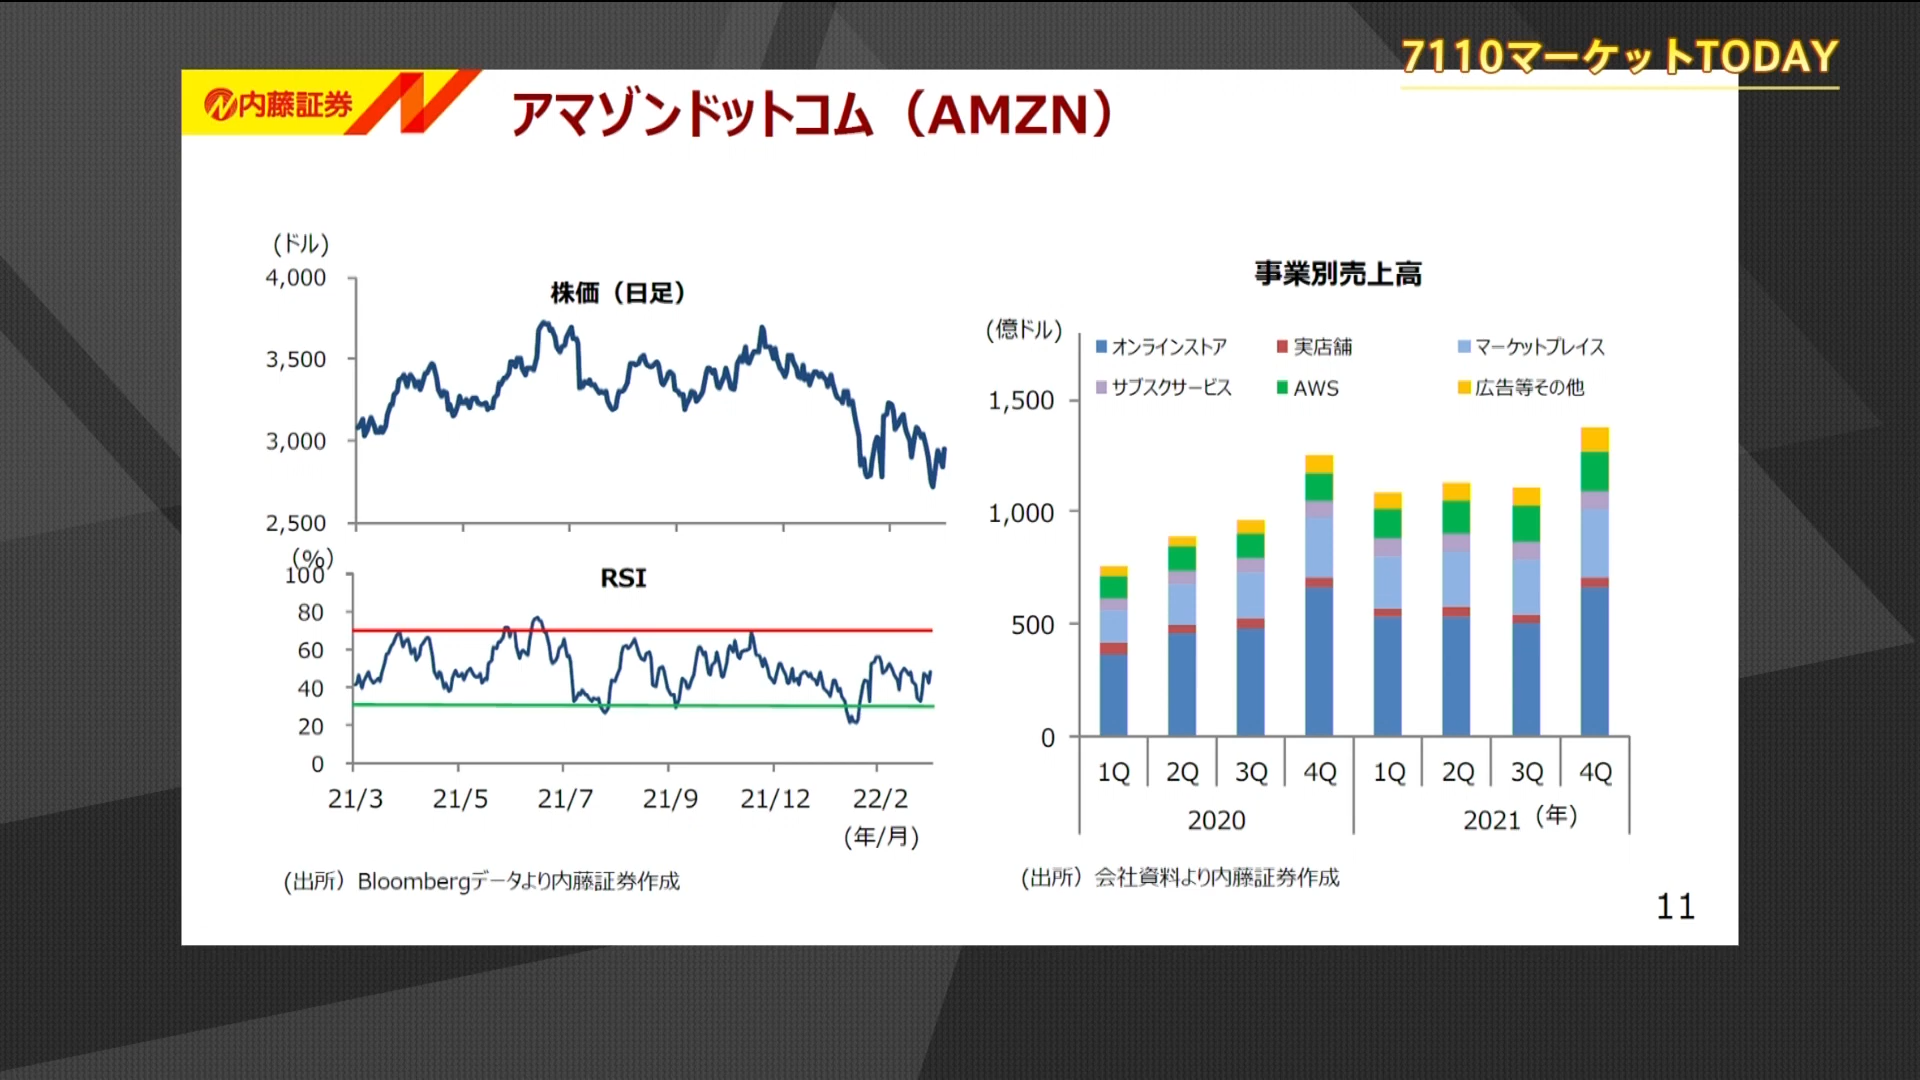 7110マーケットTODAY
内藤証券
アマゾンドットコム（AMZN）
(ドル)
株価（日足）
4,000
3,500
3,000
2,500
(%)
RSI
100
80
60
40
20
0
21/3 21/5 21/7 21/9 21/12 22/2
(年/月)
(出所）Bloombergデータより内藤証券作成
事業別売上高
(億ドル)
オンラインストア 実店舗 マーケットプレイス
サブスクサービス AWS 広告等その他
1,500
1,000
500
0
1Q 2Q 3Q 4Q 1Q 2Q 3Q 4Q
2020 2021（年）
(出所）会社資料より内藤証券作成
11